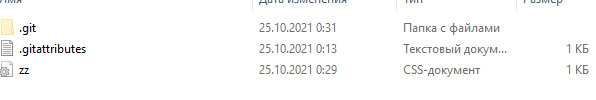 Имя Дата изменения Тип Размер
.git 25.10.2021 0:31 Папка с файлами
.gitattributes 25.10.2021 0:13 Текстовый докум... 1 КБ
zz 25.10.2021 0:29 CSS-документ 1 КБ